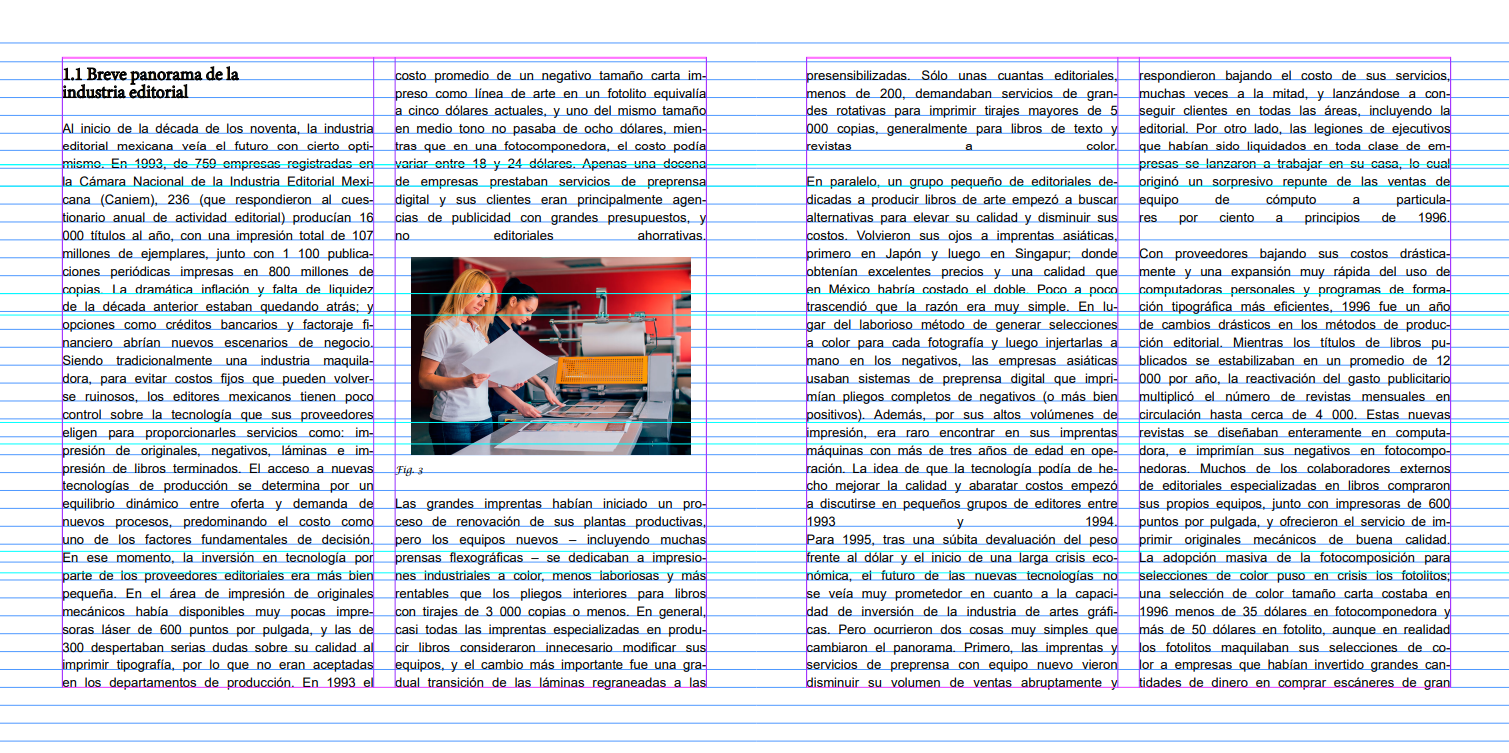 1.1 Breve panorama de la
industria editorial
Al inicio de la década de los noventa, la industria
editorial mexicana veía el futuro con cierto opti-
mismo. En 1993, de 759 empresas registradas en
la Cámara Nacional de la Industria Editorial Mexi-
cana (Caniem), 236 (que respondieron al cues-
tionario anual de actividad editorial) producían 16
000 títulos al año, con una impresión total de 107
millones de ejemplares, junto con 1 100 publica-
ciones periódicas impresas en 800 millones de
copias. La dramática inflación y falta de liquidez
de la década anterior estaban quedando atrás; y
opciones como créditos bancarios y factoraje fi-
nanciero abrían nuevos escenarios de negocio.
Siendo tradicionalmente una industria maquila-
dora, para evitar costos fijos que pueden volver-
se ruinosos, los editores mexicanos tienen poco
control sobre la tecnología que sus proveedores
eligen para proporcionarles servicios como: im-
presión de originales, negativos, láminas e im-
presión de libros terminados. El acceso a nuevas
tecnologías de producción se determina por un
equilibrio dinámico entre oferta y demanda de
nuevos procesos, predominando el costo como
uno de los factores fundamentales de decisión.
En ese momento, la inversión en tecnología por
parte de los proveedores editoriales era más bien
pequeña. En el área de impresión de originales
mecánicos había disponibles muy pocas impre-
soras láser de 600 puntos por pulgada, y las de
300 despertaban serias dudas sobre su calidad al
imprimir tipografía, por lo que no eran aceptadas
en los departamentos de producción. En 1993 el
costo promedio de un negativo tamaño carta im-
preso como línea de arte en un fotolito equivalía
a cinco dólares actuales, y uno del mismo tamaño
en medio tono no pasaba de ocho dólares, mien-
tras que en una fotocomponedora, el costo podía
variar entre 18 y 24 dólares. Apenas una docena
de empresas prestaban servicios de preprensa
digital y sus clientes eran principalmente agen-
cias de publicidad con grandes presupuestos, y
no editoriales ahorrativas.
Fig. 3
Las grandes imprentas habían iniciado un pro-
ceso de renovación de sus plantas productivas,
pero los equipos nuevos – incluyendo muchas
prensas flexográficas – se dedicaban a impresio-
nes industriales a color, menos laboriosas y más
rentables que los pliegos interiores para libros
con tirajes de 3 000 copias o menos. En general,
casi todas las imprentas especializadas en produ-
cir libros consideraron innecesario modificar sus
equipos, y el cambio más importante fue una gra-
dual transición de las láminas regraneadas a las
presensibilizadas. Sólo unas cuantas editoriales,
menos de 200, demandaban servicios de gran-
des rotativas para imprimir tirajes mayores de 5
000 copias, generalmente para libros de texto y
revistas a color.
En paralelo, un grupo pequeño de editoriales de-
dicadas a producir libros de arte empezó a buscar
alternativas para elevar su calidad y disminuir sus
costos. Volvieron sus ojos a imprentas asiáticas,
primero en Japón y luego en Singapur; donde
obtenían excelentes precios y una calidad que
en México habría costado el doble. Poco a poco
trascendió que la razón era muy simple. En lu-
gar del laborioso método de generar selecciones
a color para cada fotografía y luego injertarlas a
mano en los negativos, las empresas asiáticas
usaban sistemas de preprensa digital que impri-
mían pliegos completos de negativos (o más bien
positivos). Además, por sus altos volúmenes de
impresión, era raro encontrar en sus imprentas
máquinas con más de tres años de edad en ope-
ración. La idea de que la tecnología podía de he-
cho mejorar la calidad y abaratar costos empezó
a discutirse en pequeños grupos de editores entre
1993 y 1994.
Para 1995, tras una súbita devaluación del peso
frente al dólar y el inicio de una larga crisis eco-
nómica, el futuro de las nuevas tecnologías no
se veía muy prometedor en cuanto a la capaci-
dad de inversión de la industria de artes gráfi-
cas. Pero ocurrieron dos cosas muy simples que
cambiaron el panorama. Primero, las imprentas y
servicios de preprensa con equipo nuevo vieron
disminuir su volumen de ventas abruptamente y
respondieron bajando el costo de sus servicios,
muchas veces a la mitad, y lanzándose a con-
seguir clientes en todas las áreas, incluyendo la
editorial. Por otro lado, las legiones de ejecutivos
que habían sido liquidados en toda clase de em-
presas se lanzaron a trabajar en su casa, lo cual
originó un sorpresivo repunte de las ventas de
equipo de cómputo a particula-
res por ciento a principios de 1996.
Con proveedores bajando sus costos drástica-
mente y una expansión muy rápida del uso de
computadoras personales y programas de forma-
ción tipográfica más eficientes, 1996 fue un año
de cambios drásticos en los métodos de produc-
ción editorial. Mientras los títulos de libros pu-
blicados se estabilizaban en un promedio de 12
000 por año, la reactivación del gasto publicitario
multiplicó el número de revistas mensuales en
circulación hasta cerca de 4 000. Estas nuevas
revistas se diseñaban enteramente en computa-
dora, e imprimían sus negativos en fotocompo-
nedoras. Muchos de los colaboradores externos
de editoriales especializadas en libros compraron
sus propios equipos, junto con impresoras de 600
puntos por pulgada, y ofrecieron el servicio de im-
primir originales mecánicos de buena calidad.
La adopción masiva de la fotocomposición para
selecciones de color puso en crisis los fotolitos;
una selección de color tamaño carta costaba en
1996 menos de 35 dólares en fotocomponedora y
más de 50 dólares en fotolito, aunque en realidad
los fotolitos maquilaban sus selecciones de co-
lor a empresas que habían invertido grandes can-
tidades de dinero en comprar escáneres de gran